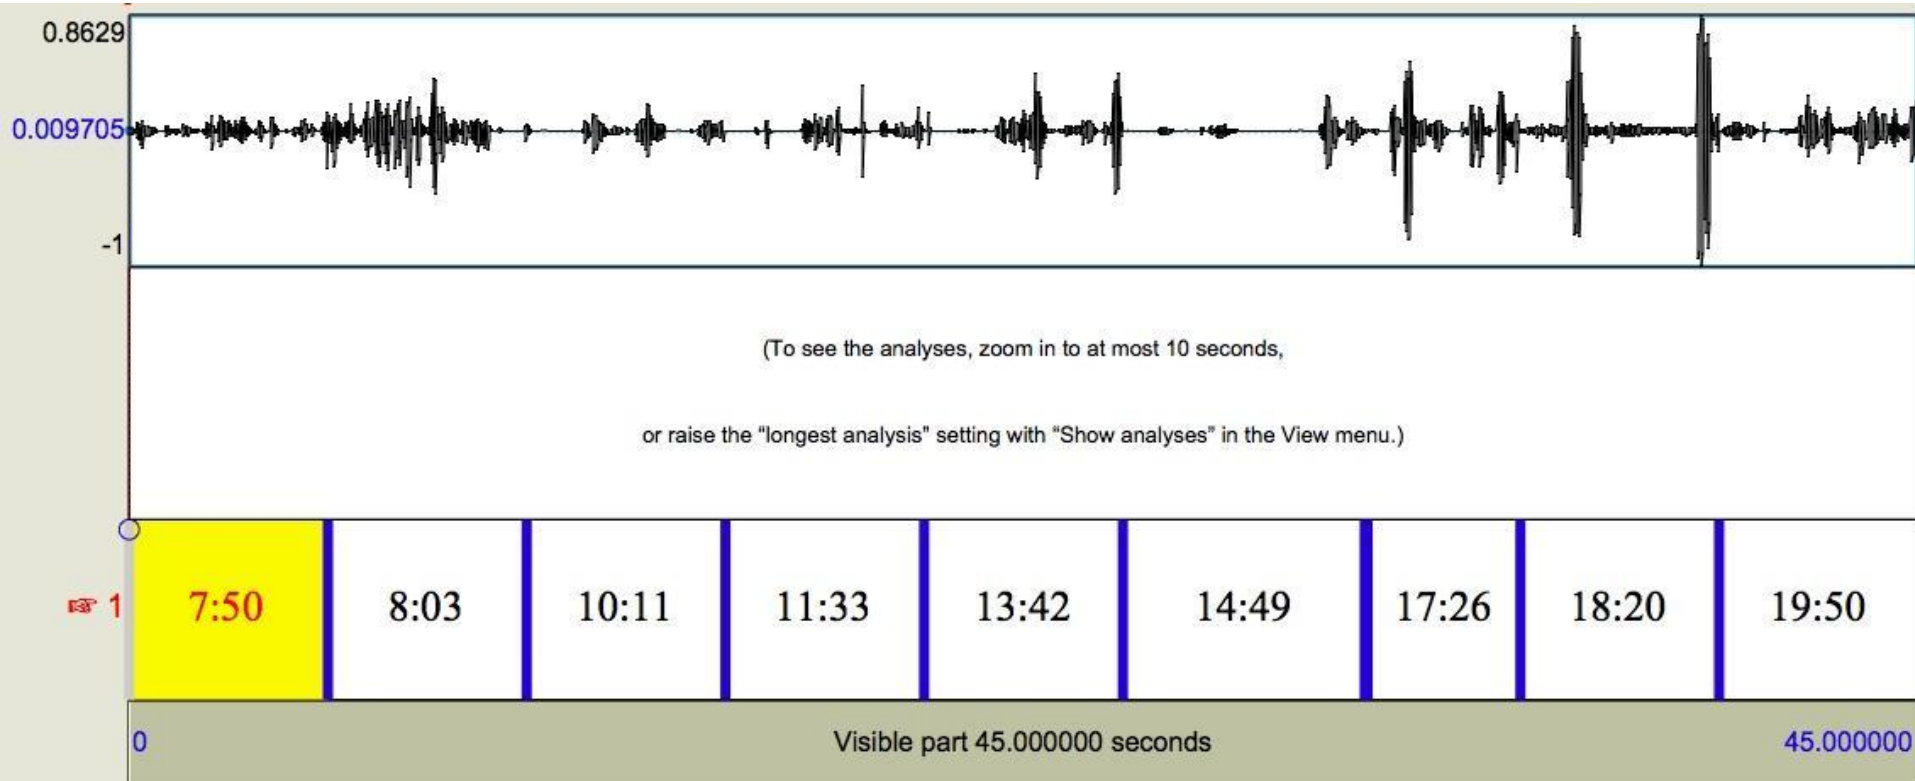 0.8629
0.009705
-1
(To see the analyses, zoom in to at most 10 seconds,
or raise the “longest analysis” setting with “Show analyses” in the View menu.)
☞ 1 7:50 8:03 10:11 11:33 13:42 14:49 17:26 18:20 19:50
0 Visible part 45.000000 seconds 45.000000